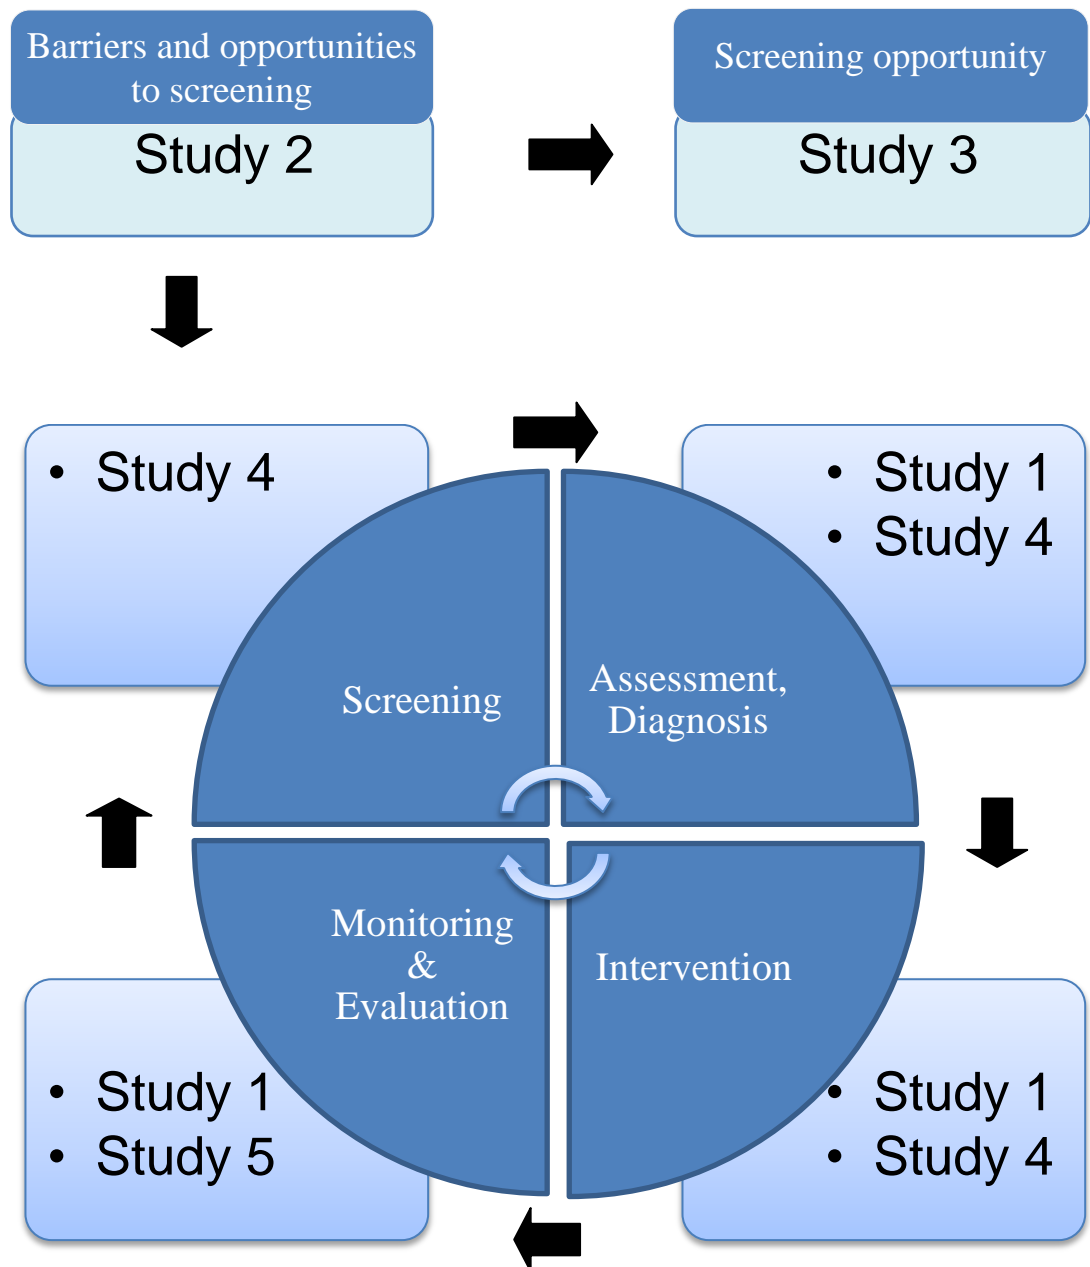 Barriers and opportunities
to screening
Study 2
Screening opportunity
Study 3
• Study 4
• Study 1
• Study 4
Screening
Assessment,
Diagnosis
Monitoring
&
Evaluation
Intervention
• Study 1
• Study 5
• Study 1
• Study 4